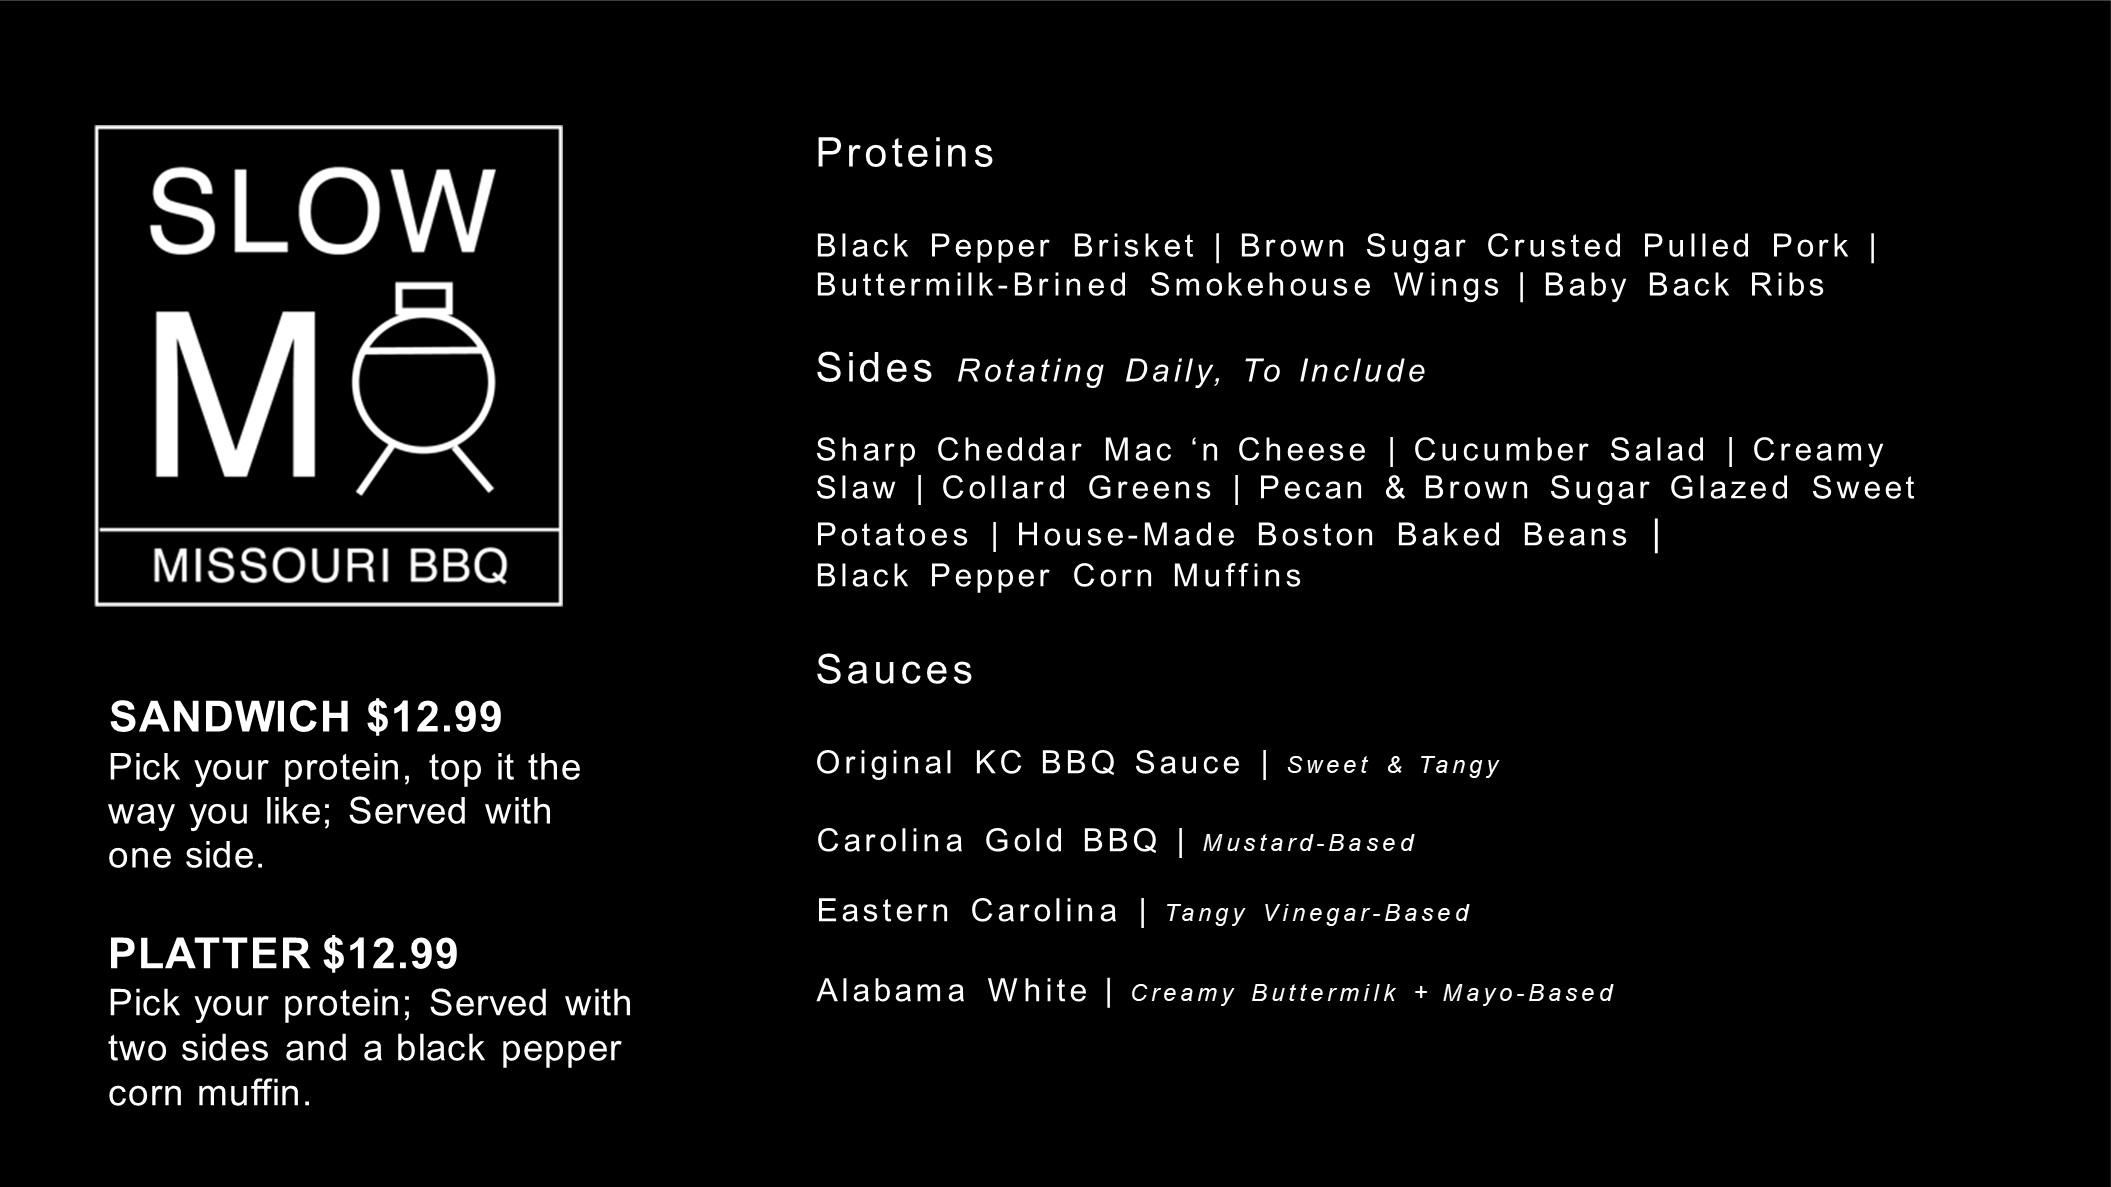 SLOW
M
MISSOURI BBQ
SANDWICH $12.99
Pick your protein, top it the
way you like; Served with
one side.
PLATTER $12.99
Pick your protein; Served with
two sides and a black pepper
corn muffin.
Proteins
Black Pepper Brisket | Brown Sugar Crusted Pulled Pork |
Buttermilk-Brined Smokehouse Wings | Baby Back Ribs
Sides Rotating Daily, To Include
Sharp Cheddar Mac ‘n Cheese | Cucumber Salad | Creamy
Slaw | Collard Greens | Pecan & Brown Sugar Glazed Sweet
Potatoes | House-Made Boston Baked Beans |
Black Pepper Corn Muffins
Sauces
Original KC BBQ Sauce | Sweet & Tangy
Carolina Gold BBQ | Mustard-Based
Eastern Carolina | Tangy Vinegar-Based
Alabama White | Creamy Buttermilk + Mayo-Based